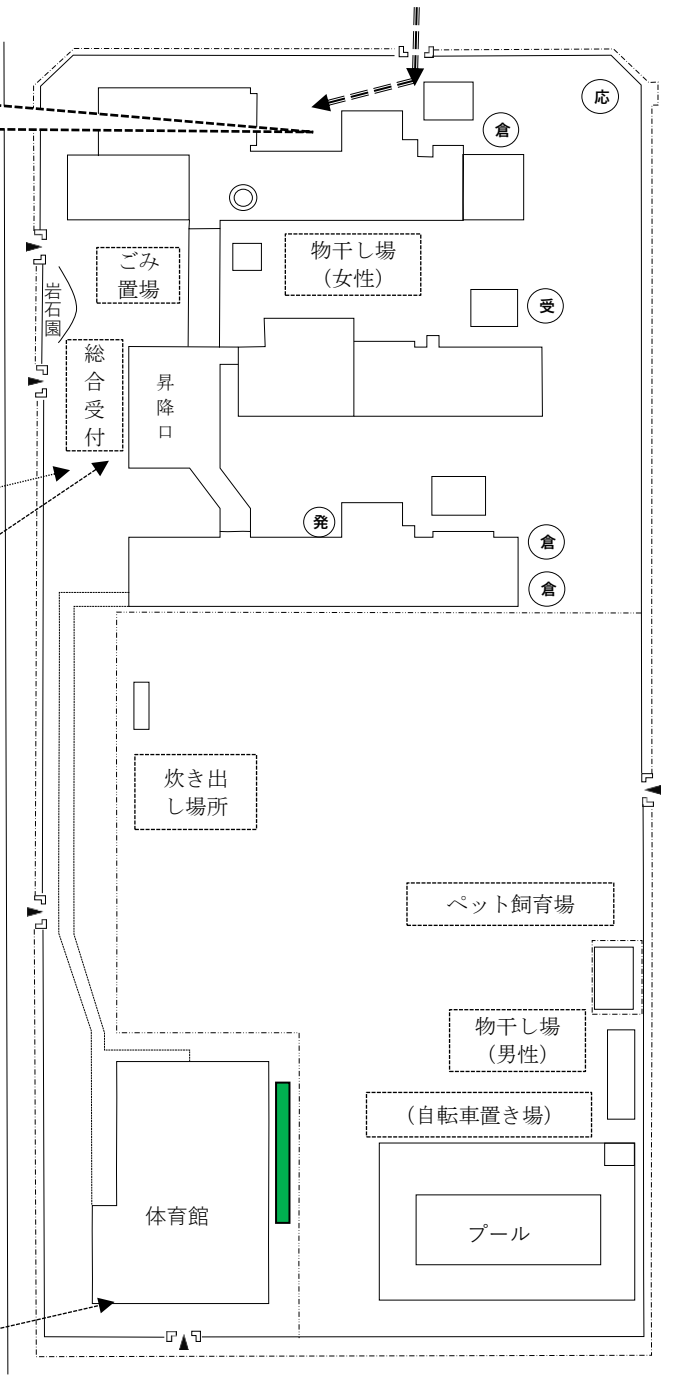 応
倉
ごみ
置場
物干し場
（女性）
岩石園
受
総合受付
昇降口
発
倉
倉
炊き出
し場所
ペット飼育場
物干し場
（男性）
（自転車置き場）
体育館
プール